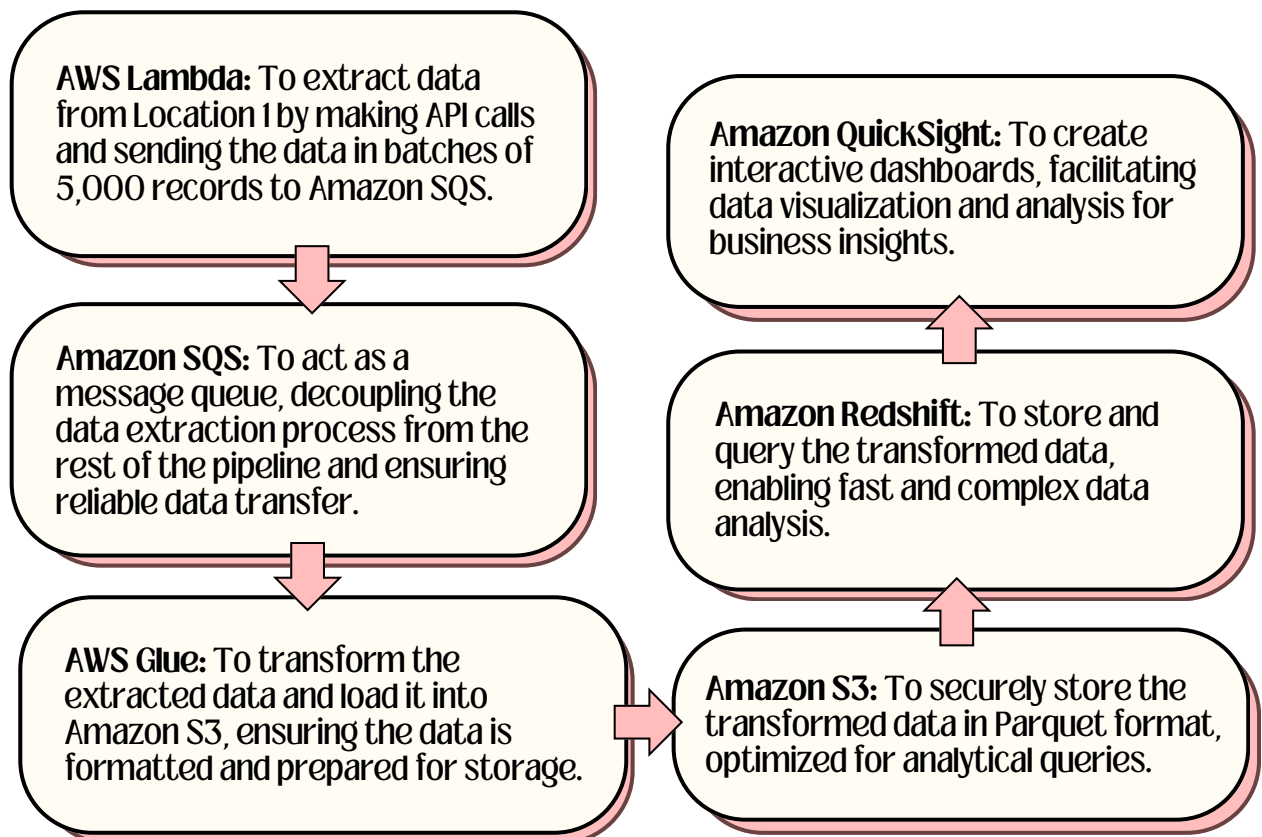 AWS Lambda: To extract data
from Location 1 by making API calls
and sending the data in batches of
5,000 records to Amazon SQS.
Amazon SQS: To act as a
message queue, decoupling the
data extraction process from the
rest of the pipeline and ensuring
reliable data transfer.
AWS Glue: To transform the
extracted data and load it into
Amazon S3, ensuring the data is
formatted and prepared for storage.
Amazon S3: To securely store the
transformed data in Parquet format,
optimized for analytical queries.
Amazon Redshift: To store and
query the transformed data,
enabling fast and complex data
analysis.
Amazon QuickSight: To create
interactive dashboards, facilitating
data visualization and analysis for
business insights.